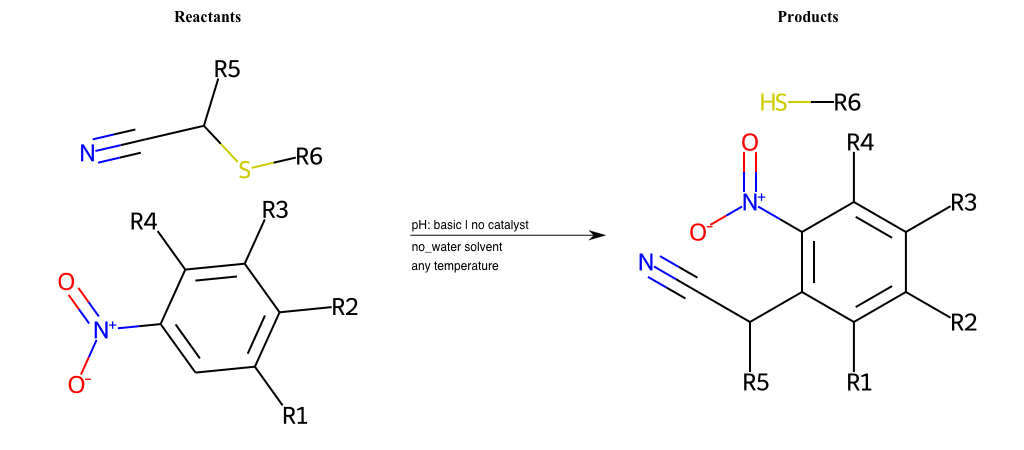 Reactants
Products
R5
N
S
R6
R4
R3
O
N+
O-
R2
R1
pH: basic | no catalyst
no_water solvent
any temperature
HS
R6
O
R4
N+
O-
R3
N
R2
R5
R1